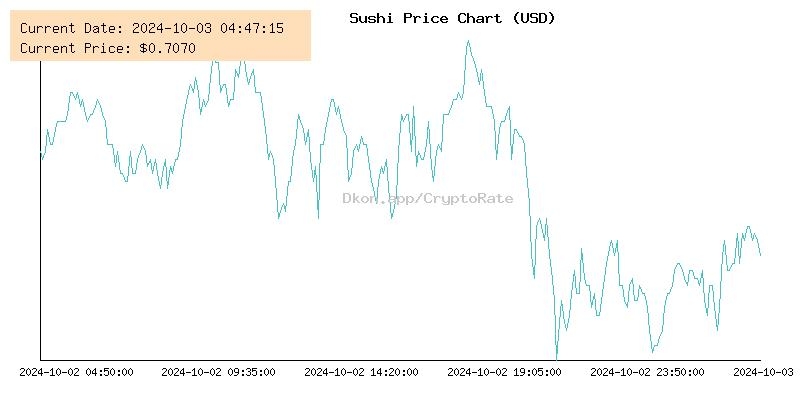 Sushi Price Chart (USD)
Current Date: 2024-10-03 04:47:15
Current Price: $0.7070
Dkon.app/CryptoRate
2024-10-02 04:50:00 2024-10-02 09:35:00 2024-10-02 14:20:00 2024-10-02 19:05:00 2024-10-02 23:50:00 2024-10-03